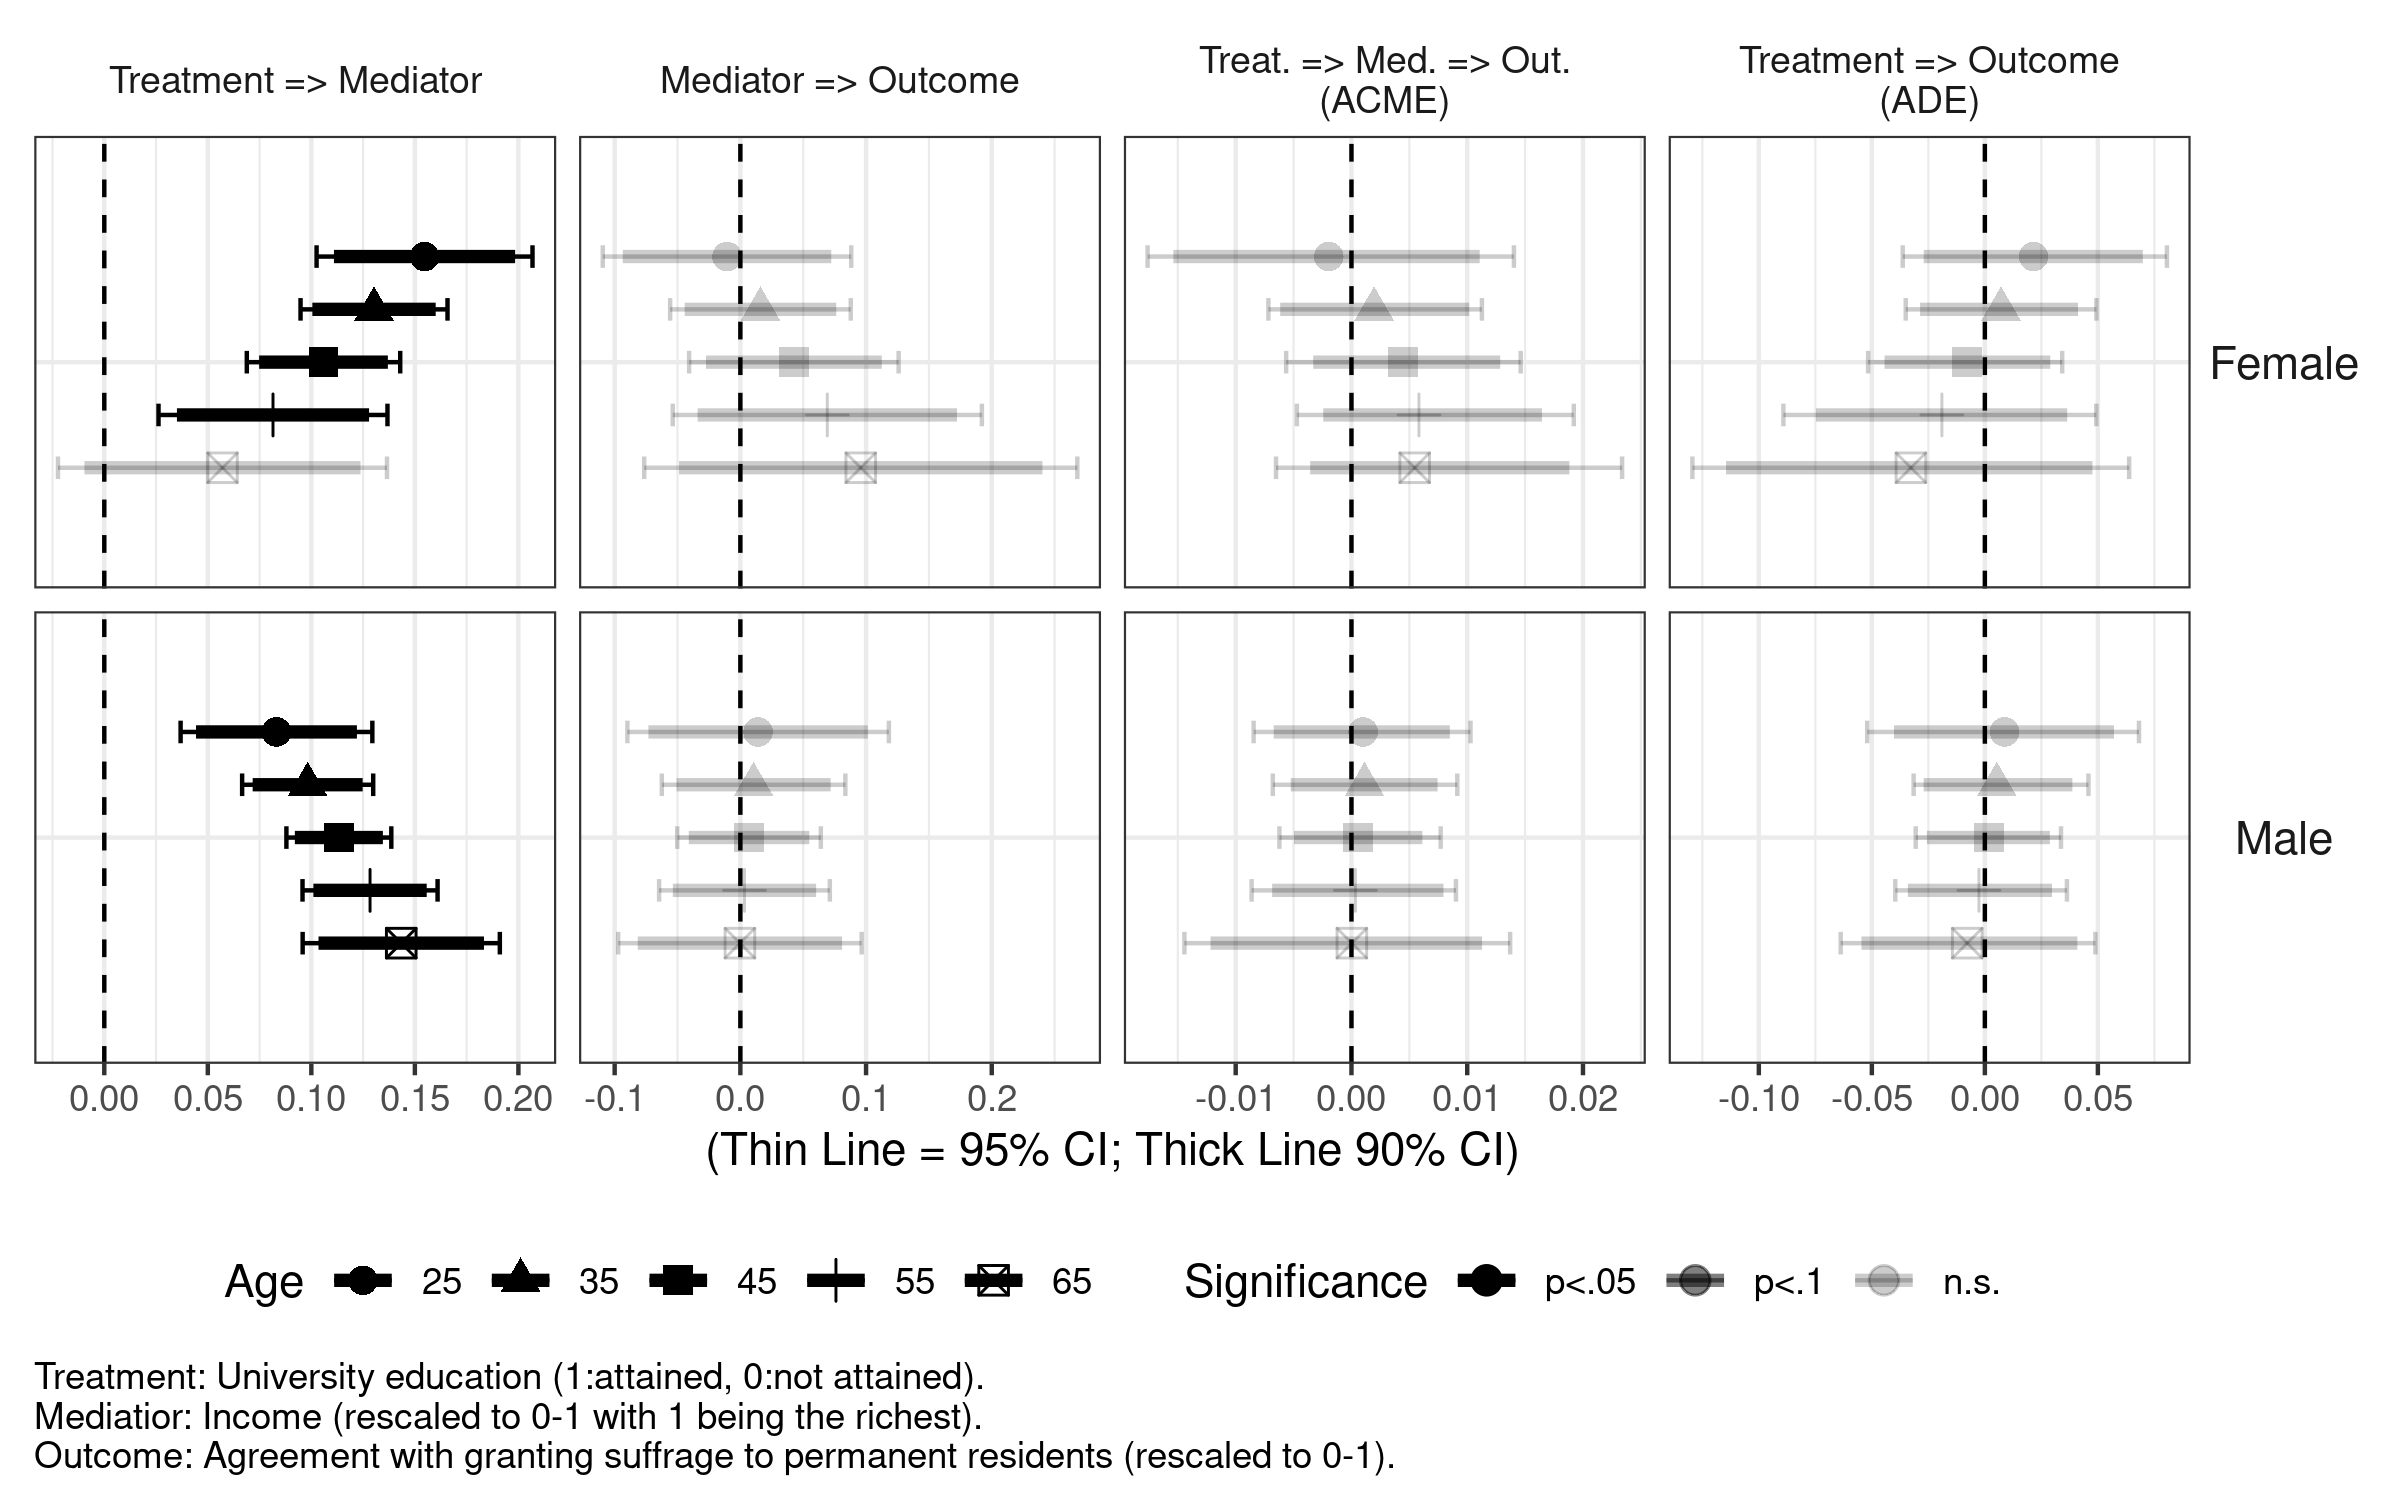 Treatment => Mediator
Mediator => Outcome
Treat. => Med. => Out.
(ACME)
Treatment => Outcome
(ADE)
Female
Male
0.00 0.05 0.10 0.15 0.20
-0.1 0.0 0.1 0.2
-0.01 0.00 0.01 0.02
-0.10 -0.05 0.00 0.05
(Thin Line = 95% CI; Thick Line 90% CI)
Age 25 35 45 55 65
Significance p<.05 p<.1 n.s.
Treatment: University education (1:attained, 0:not attained).
Mediatior: Income (rescaled to 0-1 with 1 being the richest).
Outcome: Agreement with granting suffrage to permanent residents (rescaled to 0-1).